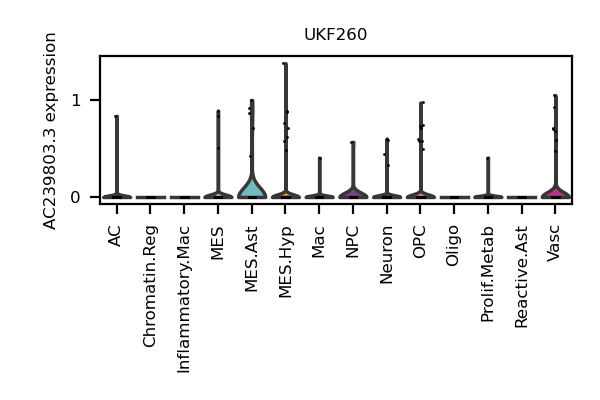 UKF260
AC239803.3 expression
1
0
AC
Chromatin.Reg
Inflammatory.Mac
MES
MES.Ast
MES.Hyp
Mac
NPC
Neuron
OPC
Oligo
Prolif.Metab
Reactive.Ast
Vasc